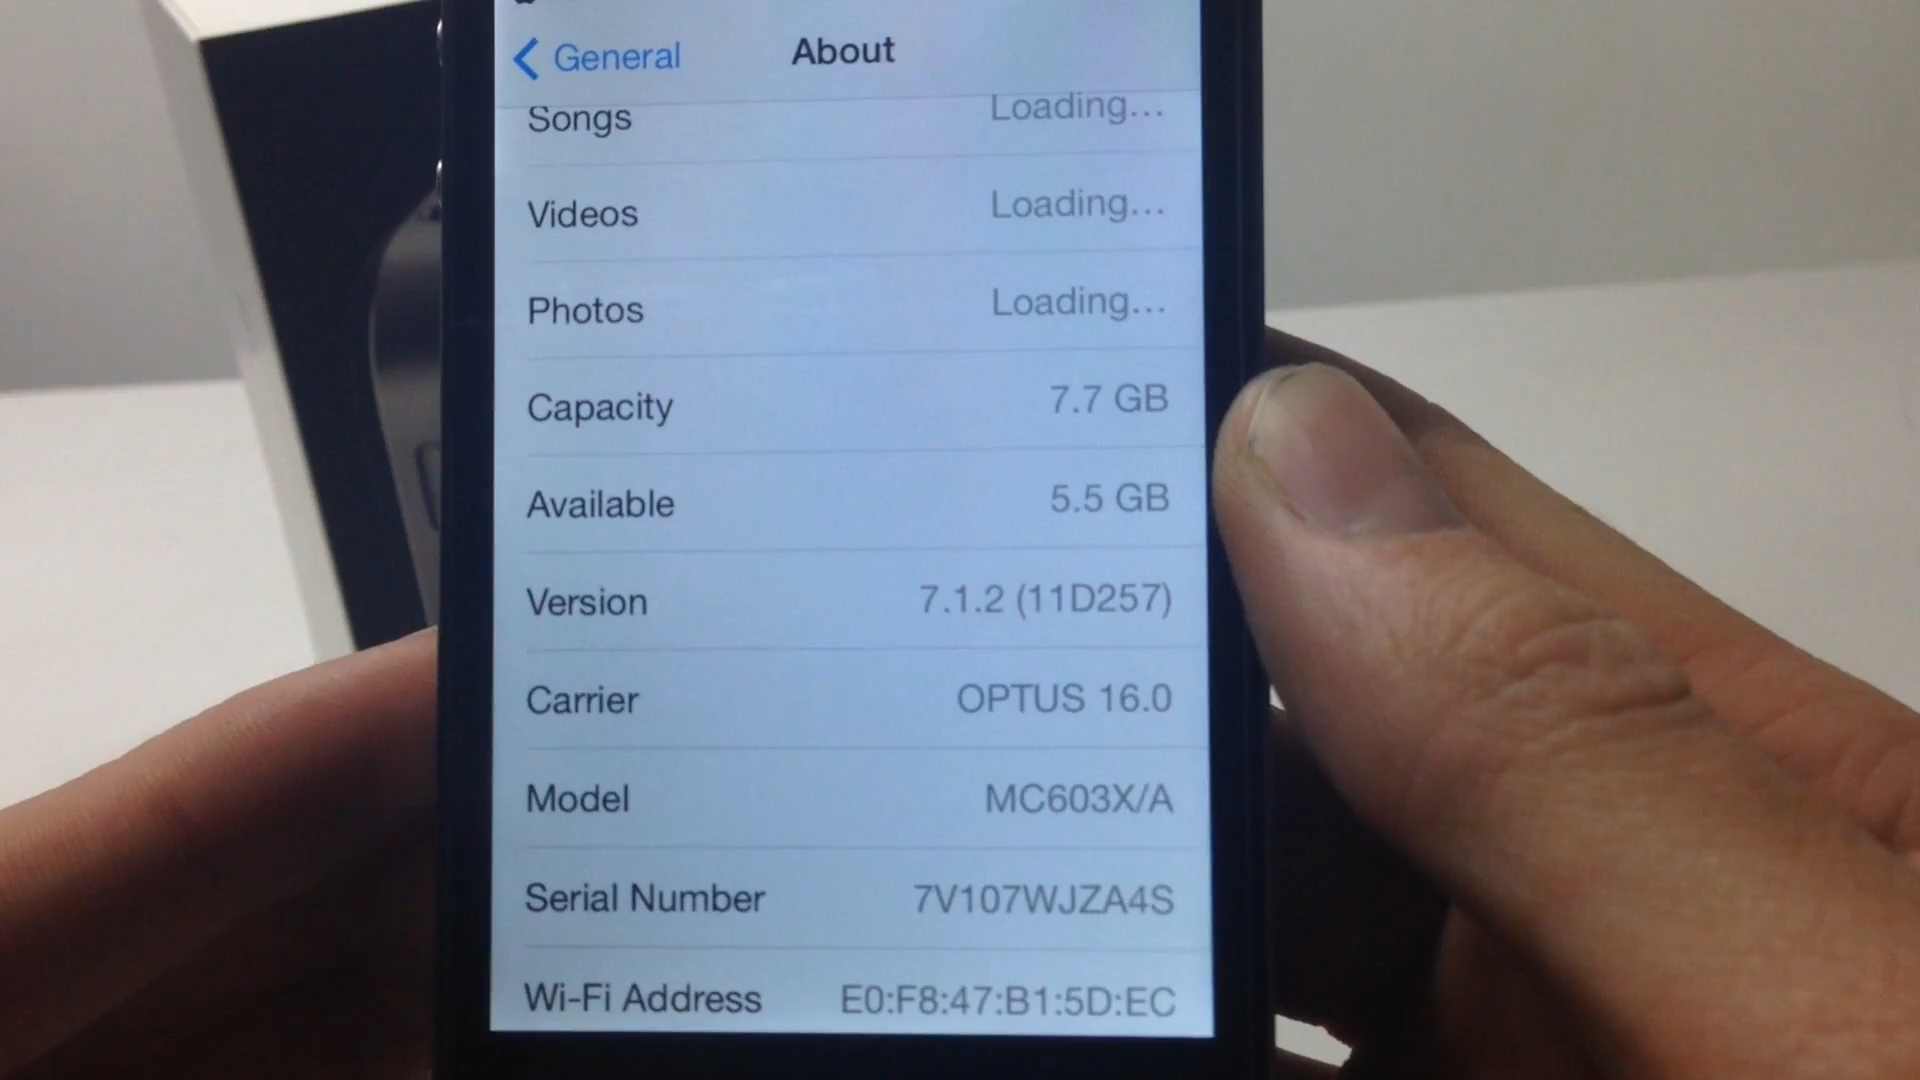 General About
Songs Loading...
Videos Loading...
Photos Loading...
Capacity 7.7 GB
Available 5.5 GB
Version 7.1.2 (11D257)
Carrier OPTUS 16.0
Model MC603X/A
Serial Number 7V107WJZA4S
Wi-Fi Address E0:F8:47:B1:5D:EC